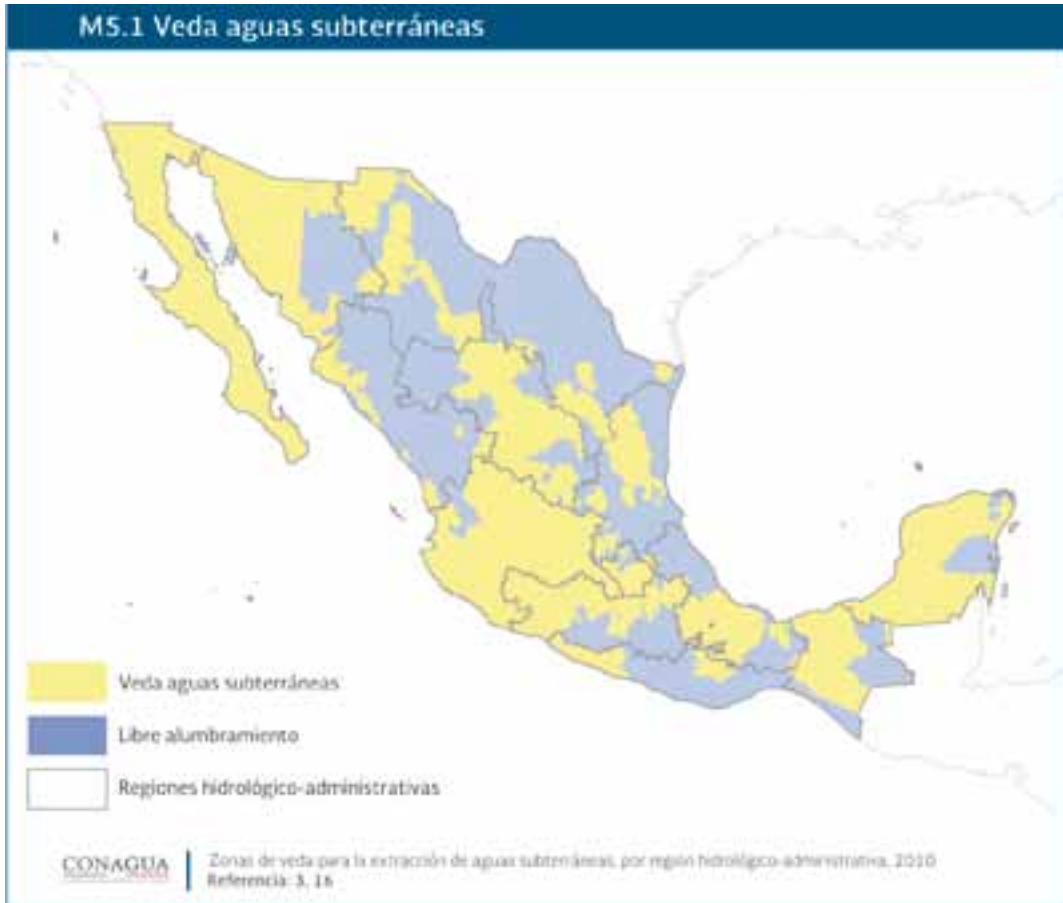 M5.1 Veda aguas subterráneas
Veda aguas subterráneas
Libre alumbramiento
Regiones hidrológico-administrativas
CONAGUA
Zonas de veda para la extracción de aguas subterráneas, por región hidrológico-administrativa, 2010
Referencia: 3, 16